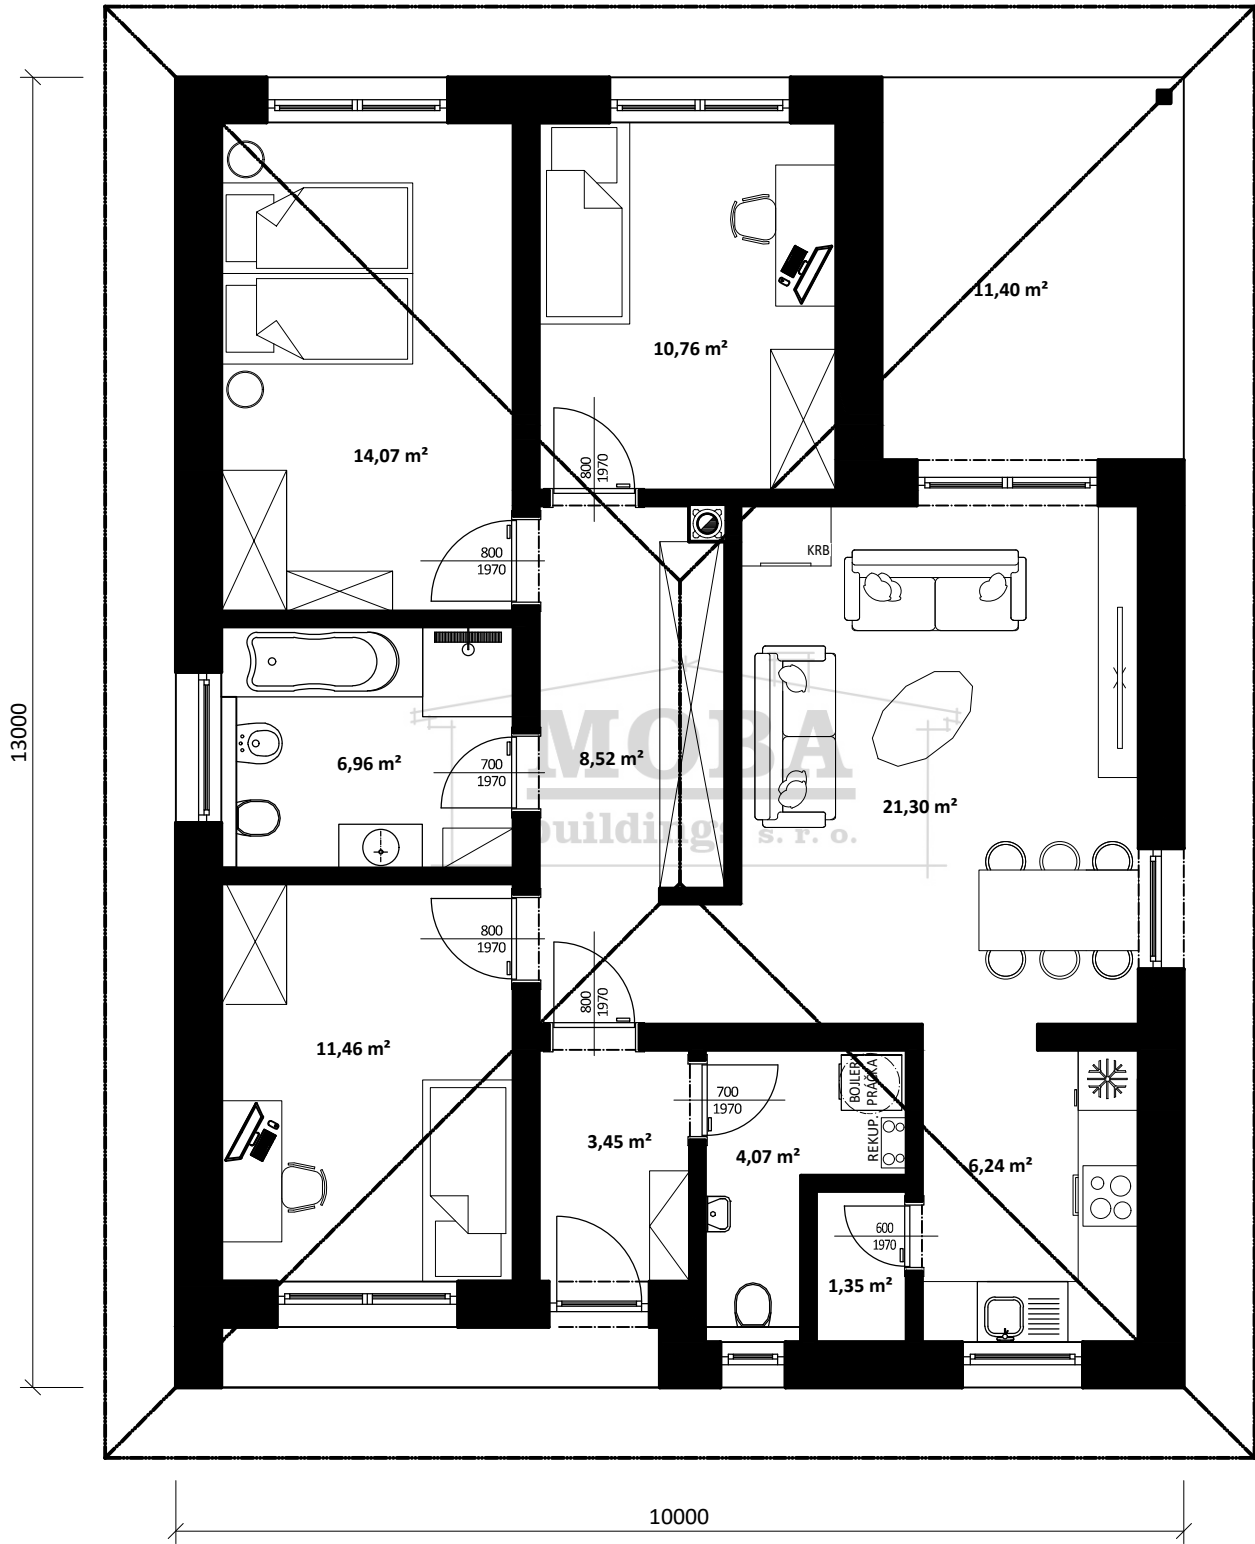 11,40 m²
10,76 m²
14,07 m²
800
1970
800
1970
KRB
13000
MOBA
buildings s. r. o.
6,96 m²
700
1970
8,52 m²
21,30 m²
800
1970
800
1970
11,46 m²
3,45 m²
700
1970
BOJLER
PRÁČKA
REKUP.
4,07 m²
6,24 m²
600
1970
1,35 m²
10000